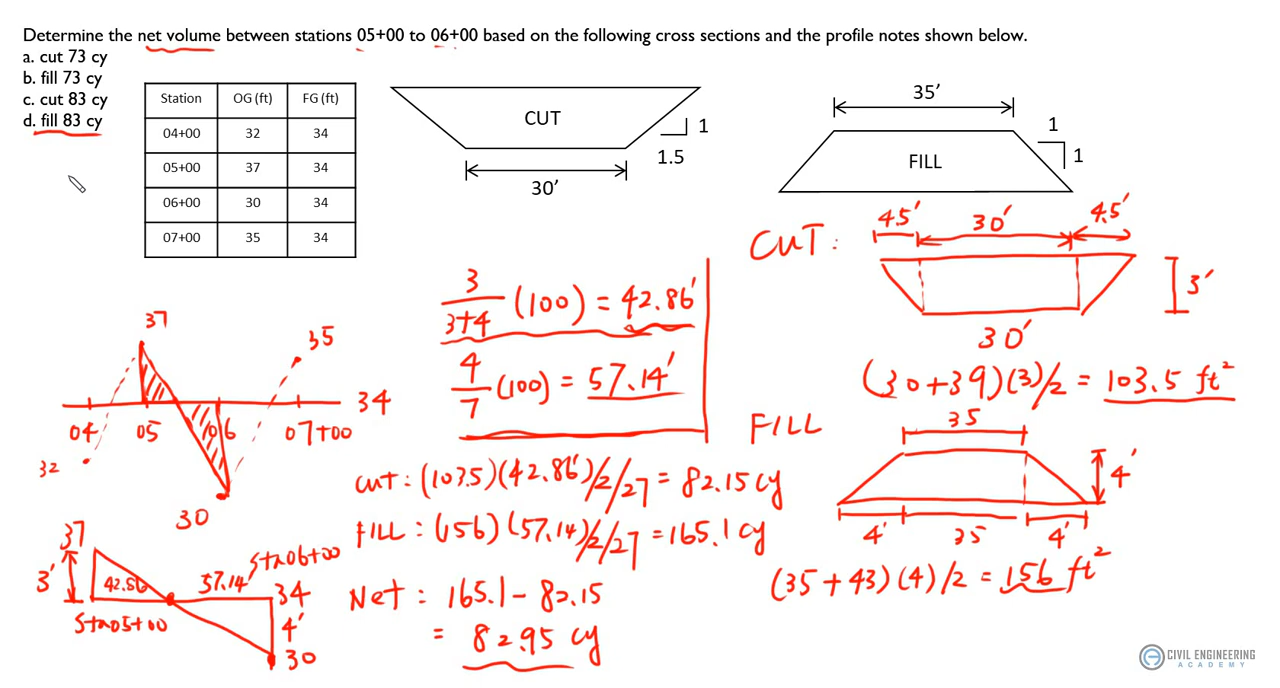 Determine the net volume between stations 05+00 to 06+00 based on the following cross sections and the profile notes shown below.
a. cut 73 cy
b. fill 73 cy
c. cut 83 cy
d. fill 83 cy
Station OG (ft) FG (ft)
04+00 32 34
05+00 37 34
06+00 30 34
07+00 35 34
CUT
1
1.5
30'
35'
FILL
1
1
CUT:
4.5' 30' 4.5'
3'
30'
(30+39)(3)/2 = 103.5 ft²
FILL
35
4'
4' 35 4'
(35+43)(4)/2 = 156 ft²
3/3+4 (100) = 42.86'
4/7 (100) = 57.14'
37
35
34
04 05 06 07+00
32
30
cut: (103.5)(42.86')/2/27 = 82.15 cy
FILL: (156)(57.14)/2/27 = 165.1 cy
Net: 165.1 - 82.15
= 82.95 cy
37
3'
42.86
57.14'
Sta 06+00
34
Sta 05+00
4'
30
CIVIL ENGINEERING
ACADEMY